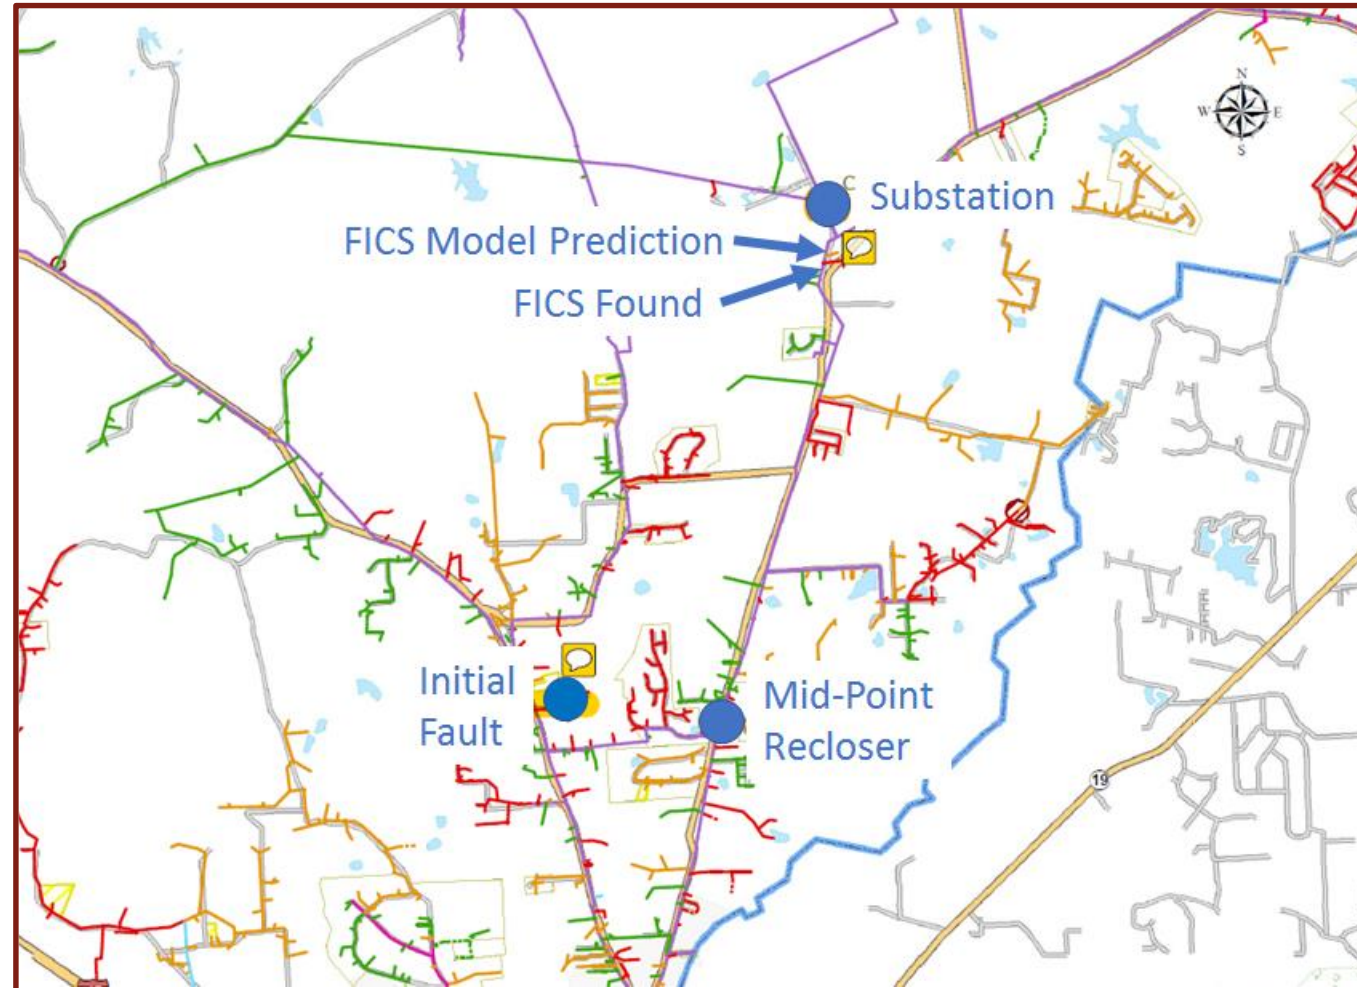 N
W E
S
C
Substation
FICS Model Prediction
FICS Found
Initial
Fault
Mid-Point
Recloser
19